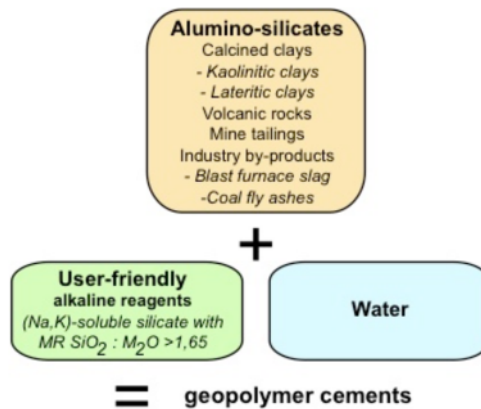 Alumino-silicates
Calcined clays
- Kaolinitic clays
- Lateritic clays
Volcanic rocks
Mine tailings
Industry by-products
- Blast furnace slag
-Coal fly ashes
+
User-friendly
alkaline reagents
(Na,K)-soluble silicate with
MR SiO2 : M2O >1,65
Water
= geopolymer cements